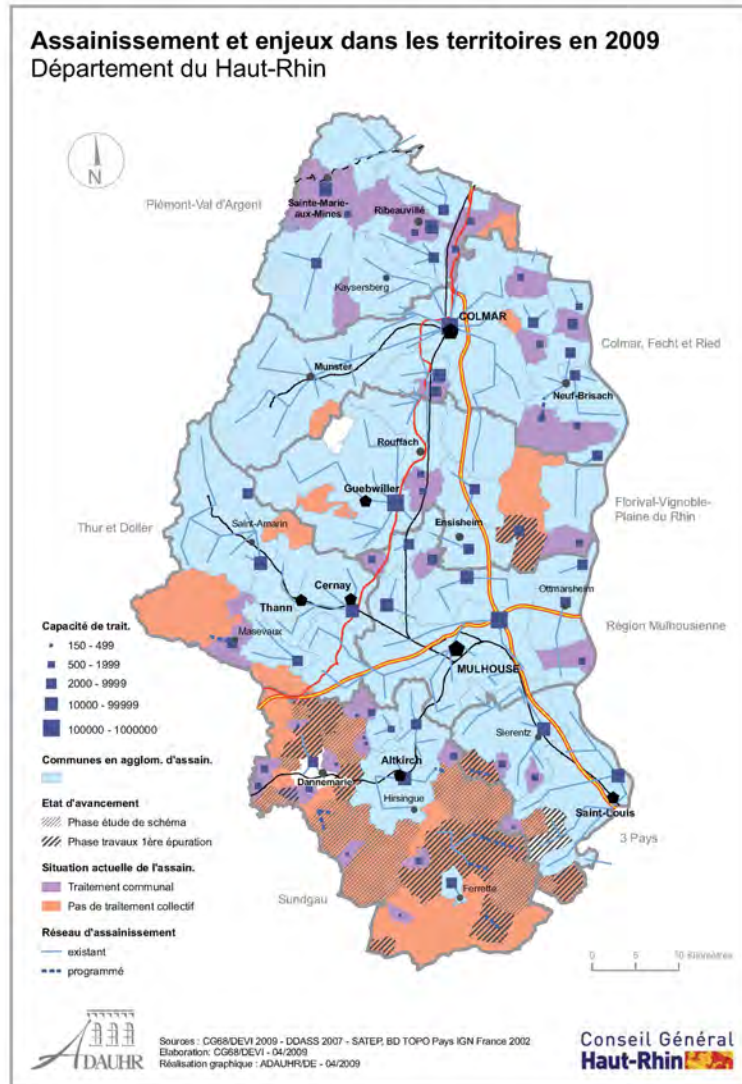 Assainissement et enjeux dans les territoires en 2009
Département du Haut-Rhin
N
Piémont-Val d'Argent
Sainte-Marie-
aux-Mines
Ribeauvillé
Kaysersberg
COLMAR
Colmar, Fecht et Ried
Munster
Neuf-Brisach
Rouffach
Guebwiller
Florival-Vignoble-
Plaine du Rhin
Ensisheim
Thur et Doller
Saint-Amarin
Cernay
Thann
Ottmarsheim
Région Mulhousienne
Masevaux
MULHOUSE
Sierentz
Altkirch
Dannemarie
Hirsingue
Saint-Louis
3 Pays
Ferrette
Sundgau
Capacité de trait.
150 - 499
500 - 1999
2000 - 9999
10000 - 99999
100000 - 1000000
Communes en agglom. d'assain.
Etat d'avancement
Phase étude de schéma
Phase travaux 1ère épuration
Situation actuelle de l'assain.
Traitement communal
Pas de traitement collectif
Réseau d'assainissement
existant
programmé
0 5 10 Kilomètres
ADAUHR
Sources : CG68/DEVI 2009 - DDASS 2007 - SATEP, BD TOPO Pays IGN France 2002
Elaboration: CG68/DEVI - 04/2009
Réalisation graphique : ADAUHR/DE - 04/2009
Conseil Général
Haut-Rhin